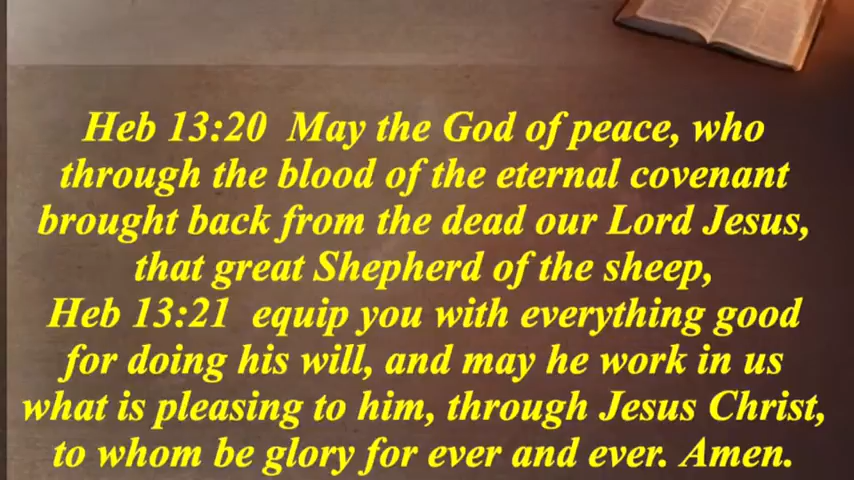 Heb 13:20  May the God of peace, who
through the blood of the eternal covenant
brought back from the dead our Lord Jesus,
that great Shepherd of the sheep,
Heb 13:21  equip you with everything good
for doing his will, and may he work in us
what is pleasing to him, through Jesus Christ,
to whom be glory for ever and ever. Amen.